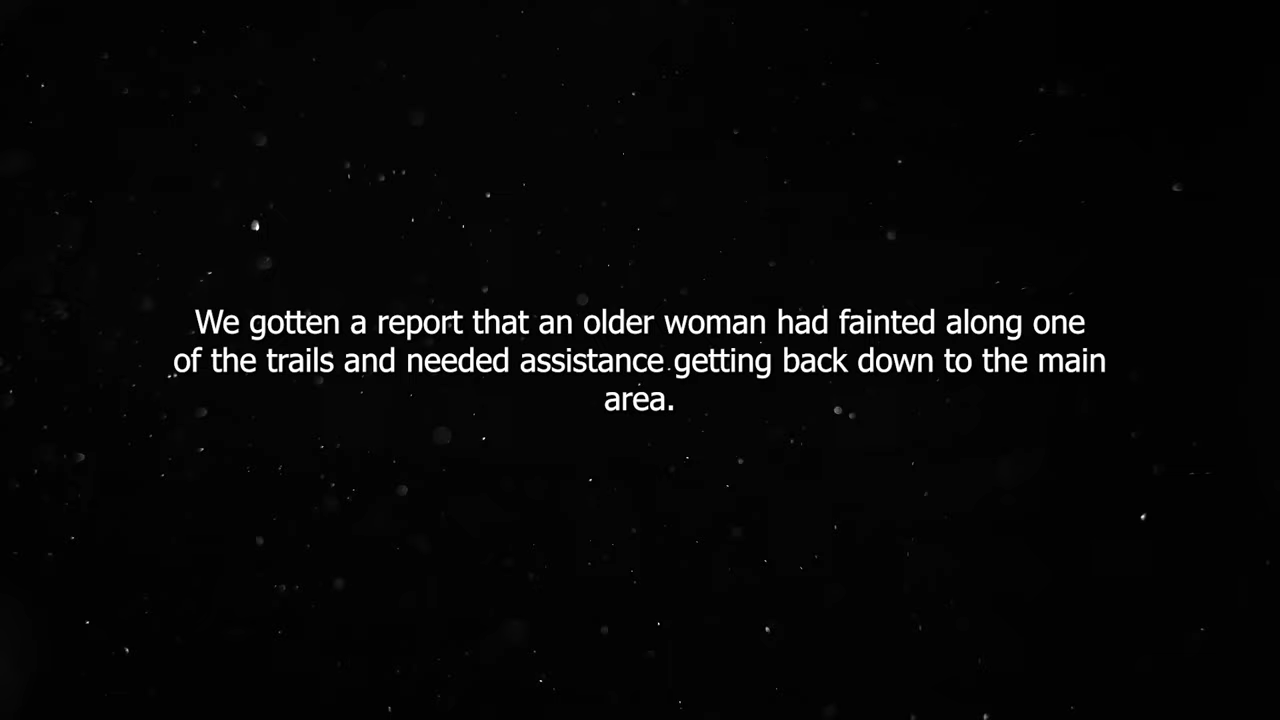 We gotten a report that an older woman had fainted along one
of the trails and needed assistance getting back down to the main
area.